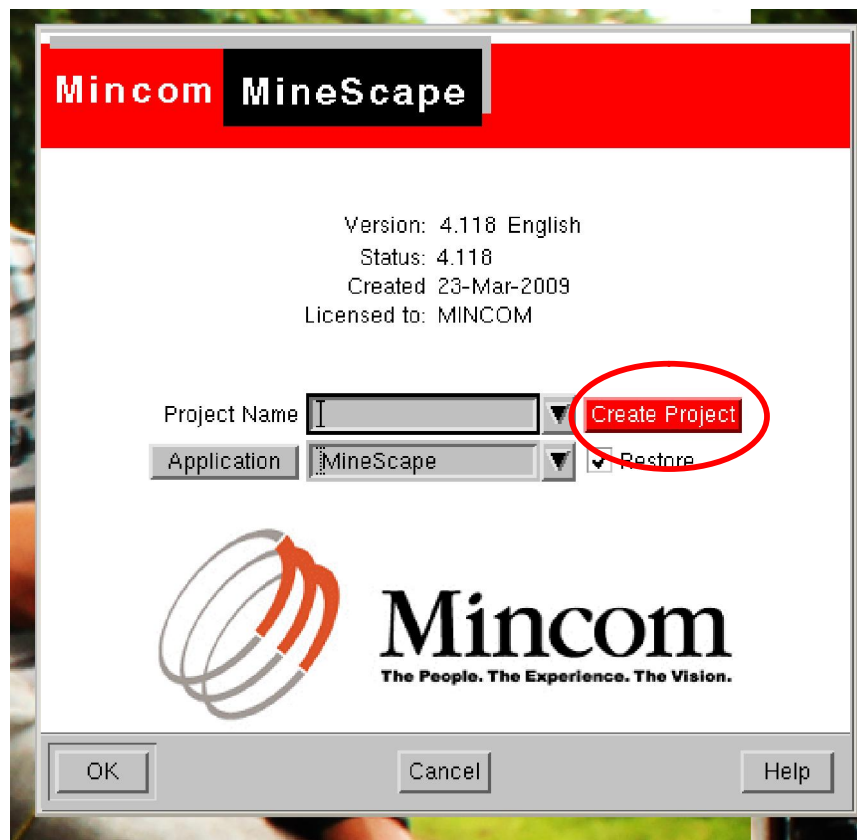 Mincom MineScape
Version: 4.118 English
Status: 4.118
Created 23-Mar-2009
Licensed to: MINCOM
Project Name Create Project
Application MineScape Restore
Mincom
The People. The Experience. The Vision.
OK Cancel Help